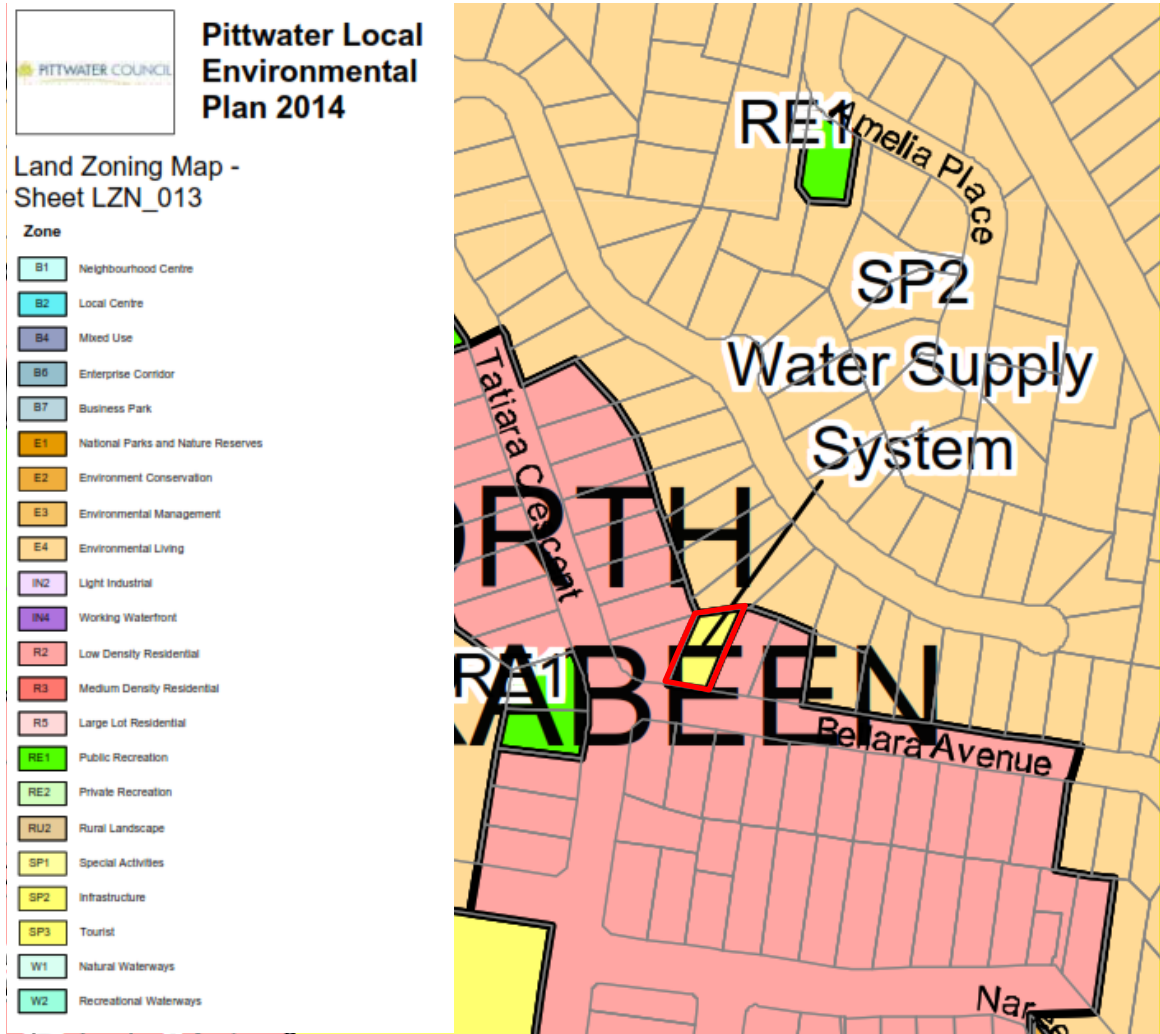 PITTWATER COUNCIL
Pittwater Local
Environmental
Plan 2014
Land Zoning Map -
Sheet LZN_013
Zone
B1 Neighbourhood Centre
B2 Local Centre
B4 Mixed Use
B6 Enterprise Corridor
B7 Business Park
E1 National Parks and Nature Reserves
E2 Environment Conservation
E3 Environmental Management
E4 Environmental Living
IN2 Light Industrial
IN4 Working Waterfront
R2 Low Density Residential
R3 Medium Density Residential
R5 Large Lot Residential
RE1 Public Recreation
RE2 Private Recreation
RU2 Rural Landscape
SP1 Special Activities
SP2 Infrastructure
SP3 Tourist
W1 Natural Waterways
W2 Recreational Waterways
RE1
Amelia Place
SP2
Water Supply
System
Tatiara Crescent
ORTH
RE1
RABEEN
Bellara Avenue